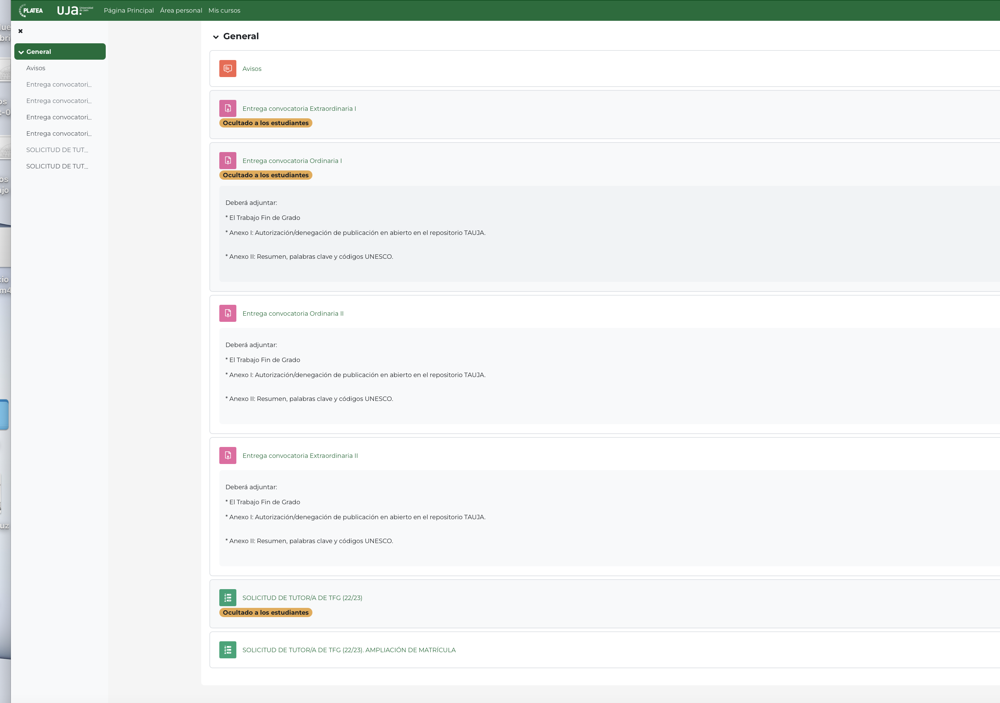 PLATEA
UJa.
Universidad
de Jaén
Página Principal
Área personal
Mis cursos
General
Avisos
Entrega convocatori...
Entrega convocatori...
Entrega convocatori...
Entrega convocatori...
SOLICITUD DE TUT...
SOLICITUD DE TUT...
General
Avisos
Entrega convocatoria Extraordinaria I
Ocultado a los estudiantes
Entrega convocatoria Ordinaria I
Ocultado a los estudiantes
Deberá adjuntar:
* El Trabajo Fin de Grado
* Anexo I: Autorización/denegación de publicación en abierto en el repositorio TAUJA.
* Anexo II: Resumen, palabras clave y códigos UNESCO.
Entrega convocatoria Ordinaria II
Deberá adjuntar:
* El Trabajo Fin de Grado
* Anexo I: Autorización/denegación de publicación en abierto en el repositorio TAUJA.
* Anexo II: Resumen, palabras clave y códigos UNESCO.
Entrega convocatoria Extraordinaria II
Deberá adjuntar:
* El Trabajo Fin de Grado
* Anexo I: Autorización/denegación de publicación en abierto en el repositorio TAUJA.
* Anexo II: Resumen, palabras clave y códigos UNESCO.
SOLICITUD DE TUTOR/A DE TFG (22/23)
Ocultado a los estudiantes
SOLICITUD DE TUTOR/A DE TFG (22/23). AMPLIACIÓN DE MATRÍCULA